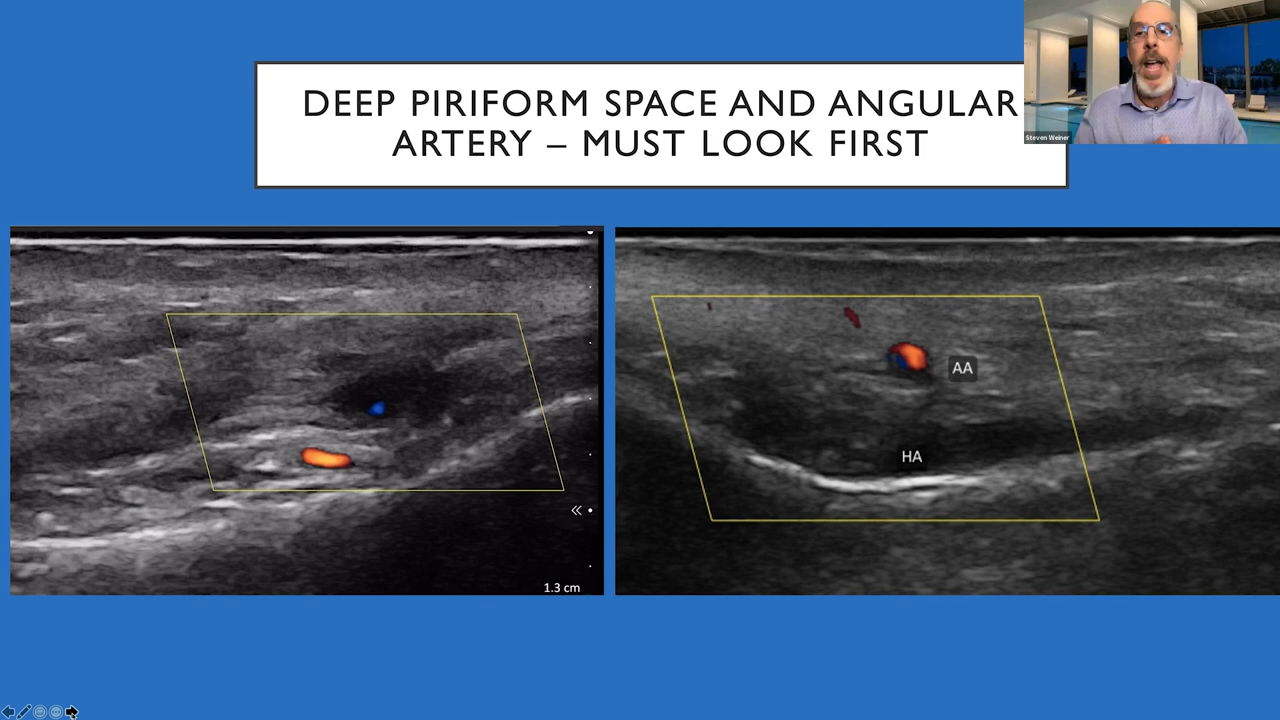 DEEP PIRIFORM SPACE AND ANGULAR
ARTERY – MUST LOOK FIRST
Steven Weiner
AA
HA
1.3 cm